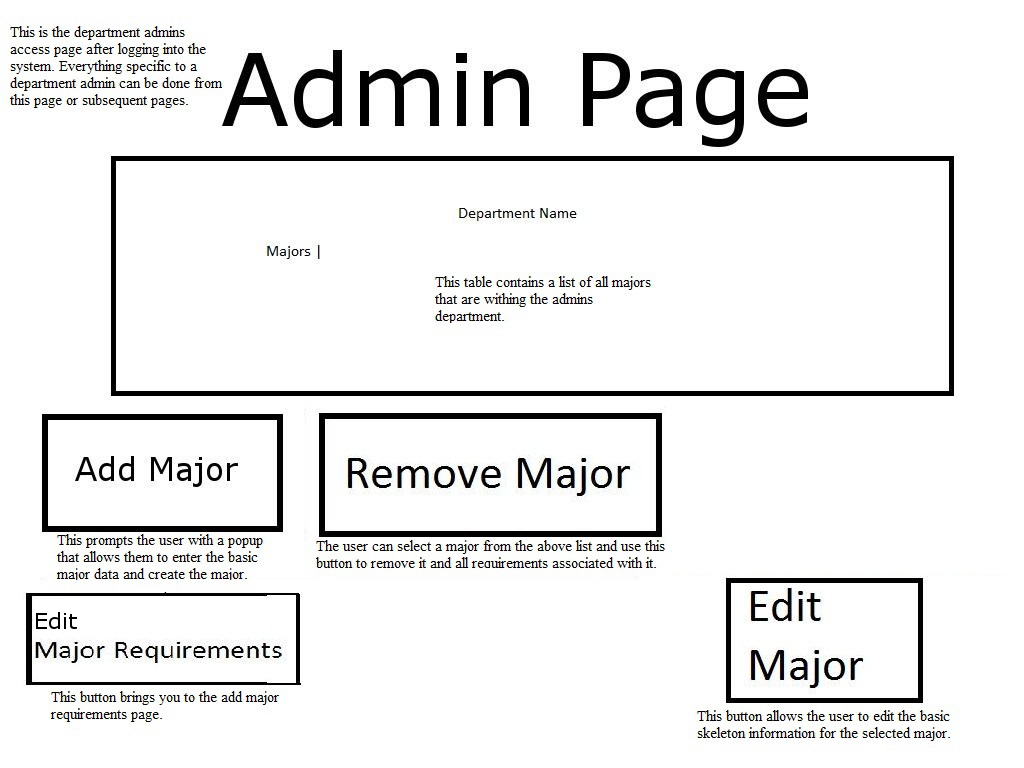 This is the department admins
access page after logging into the
system. Everything specific to a
department admin can be done from
this page or subsequent pages.
Admin Page
Department Name
Majors |
This table contains a list of all majors
that are withing the admins
department.
Add Major
This prompts the user with a popup
that allows them to enter the basic
major data and create the major.
Remove Major
The user can select a major from the above list and use this
button to remove it and all requirements associated with it.
Edit
Major Requirements
This button brings you to the add major
requirements page.
Edit
Major
This button allows the user to edit the basic
skeleton information for the selected major.